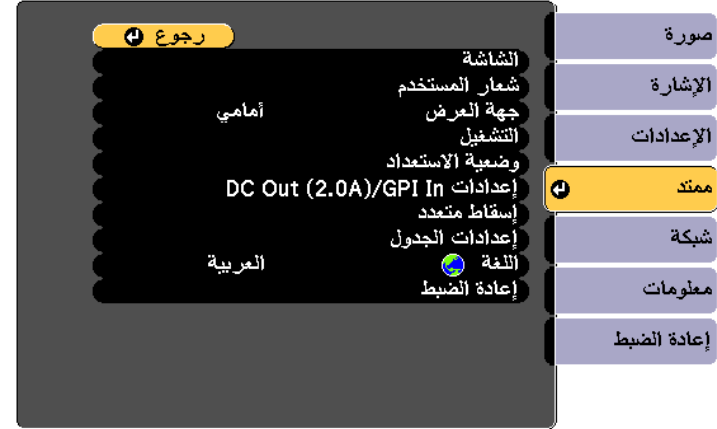 صورة
الإشارة
الإعدادات
ممتد
شبكة
معلومات
إعادة الضبط
رجوع
الشاشة
شعار المستخدم
جهة العرض أمامي
التشغيل
وضعية الاستعداد
إعدادات DC Out (2.0A)/GPI In
إسقاط متعدد
إعدادات الجدول
اللغة العربية
إعادة الضبط